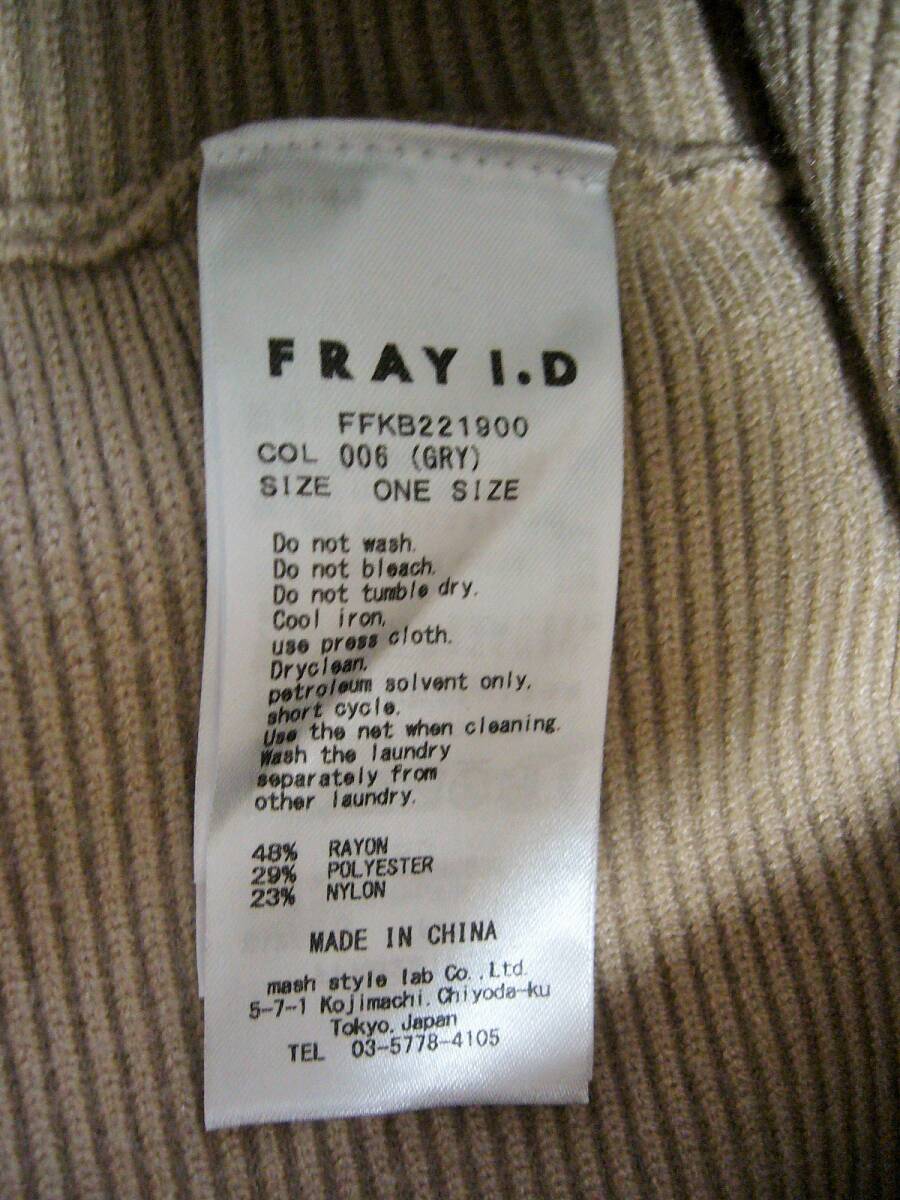 FRAY I.D
FFKB221900
COL 006 (GRY)
SIZE ONE SIZE
Do not wash.
Do not bleach.
Do not tumble dry.
Cool iron,
use press cloth.
Dryclean,
petroleum solvent only,
short cycle.
Use the net when cleaning.
Wash the laundry
separately from
other laundry.
48% RAYON
29% POLYESTER
23% NYLON
MADE IN CHINA
mash style lab Co.,Ltd.
5-7-1 Kojimachi, Chiyoda-ku
Tokyo, Japan
TEL 03-5778-4105